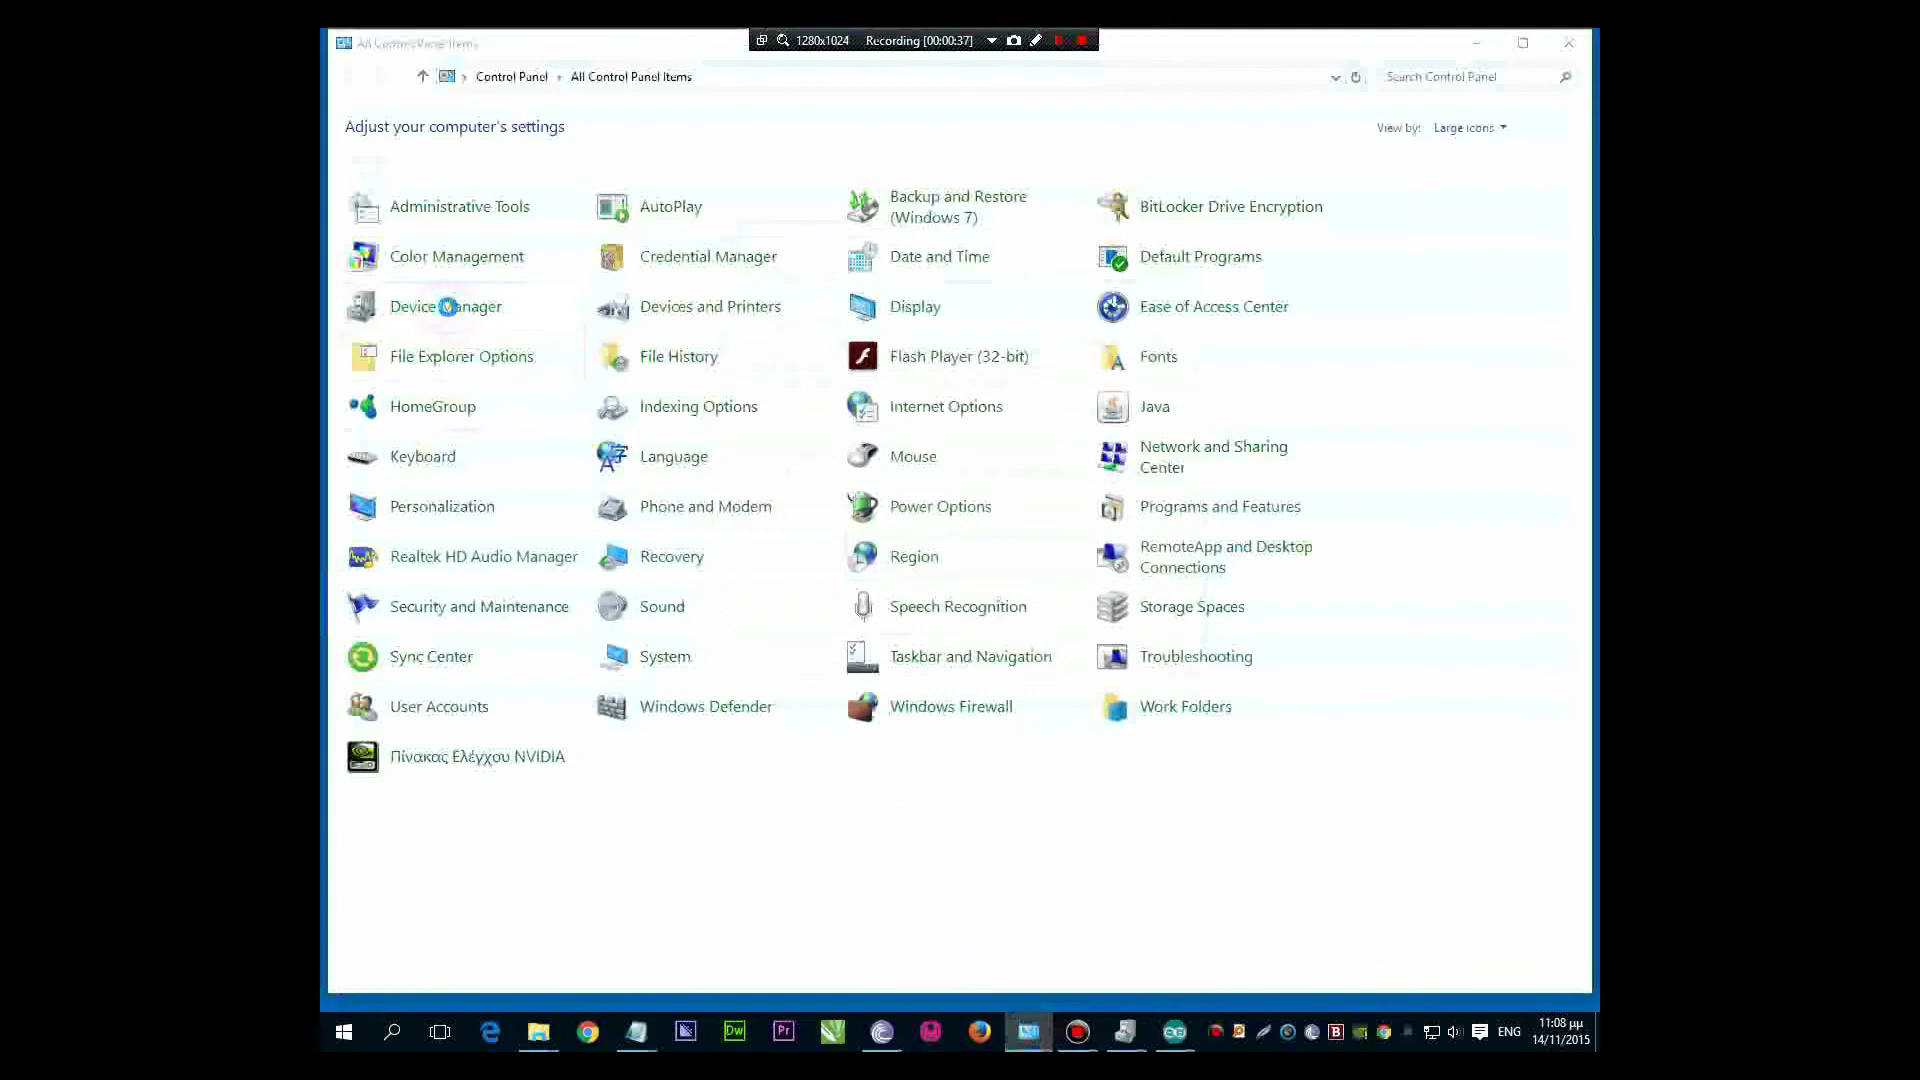 All Control Panel Items
1280x1024 Recording [00:00:37]
Control Panel All Control Panel Items
Search Control Panel
Adjust your computer's settings
View by: Large icons
Administrative Tools
AutoPlay
Backup and Restore
(Windows 7)
BitLocker Drive Encryption
Color Management
Credential Manager
Date and Time
Default Programs
Device Manager
Devices and Printers
Display
Ease of Access Center
File Explorer Options
File History
Flash Player (32-bit)
Fonts
HomeGroup
Indexing Options
Internet Options
Java
Keyboard
Language
Mouse
Network and Sharing
Center
Personalization
Phone and Modem
Power Options
Programs and Features
Realtek HD Audio Manager
Recovery
Region
RemoteApp and Desktop
Connections
Security and Maintenance
Sound
Speech Recognition
Storage Spaces
Sync Center
System
Taskbar and Navigation
Troubleshooting
User Accounts
Windows Defender
Windows Firewall
Work Folders
Πίνακας Ελέγχου NVIDIA
Dw
Pr
B
ENG
11:08 μμ
14/11/2015